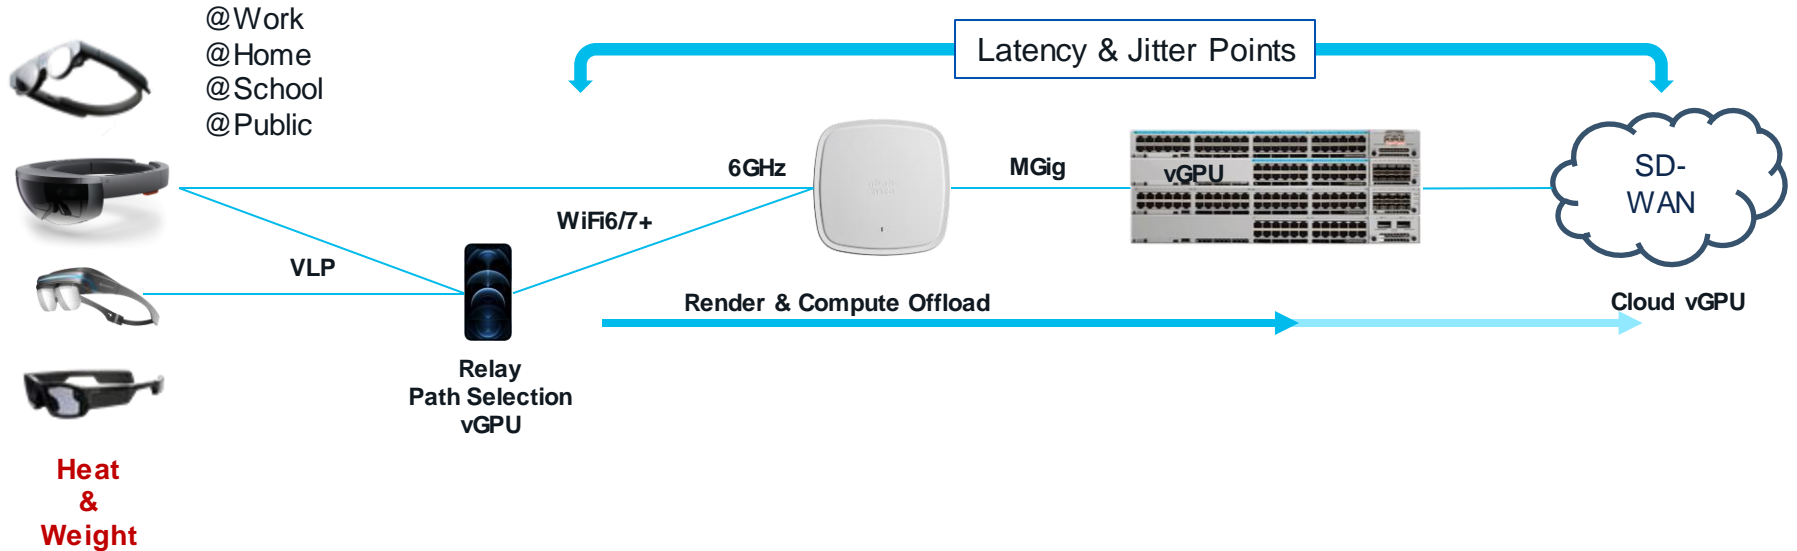 @Work
@Home
@School
@Public
Latency & Jitter Points
6GHz
MGig
vGPU
SD-
WAN
WiFi6/7+
VLP
Render & Compute Offload
Cloud vGPU
Relay
Path Selection
vGPU
Heat
&
Weight